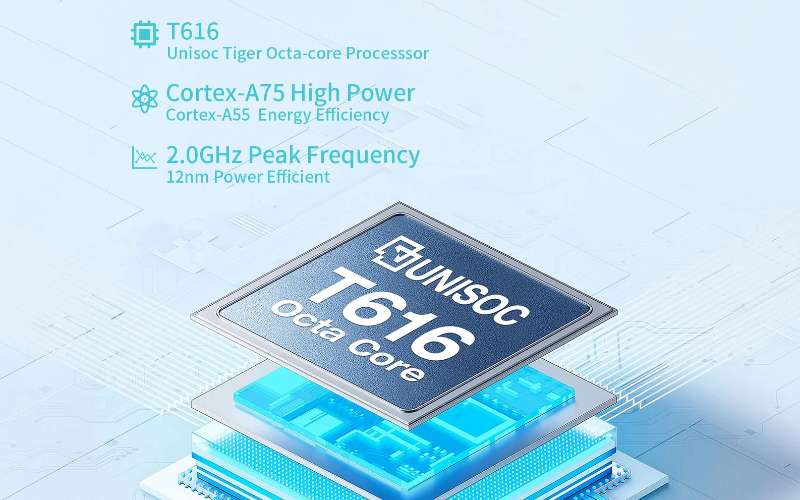 T616
Unisoc Tiger Octa-core Processsor
Cortex-A75 High Power
Cortex-A55 Energy Efficiency
2.0GHz Peak Frequency
12nm Power Efficient
UNISOC
T616
Octa Core